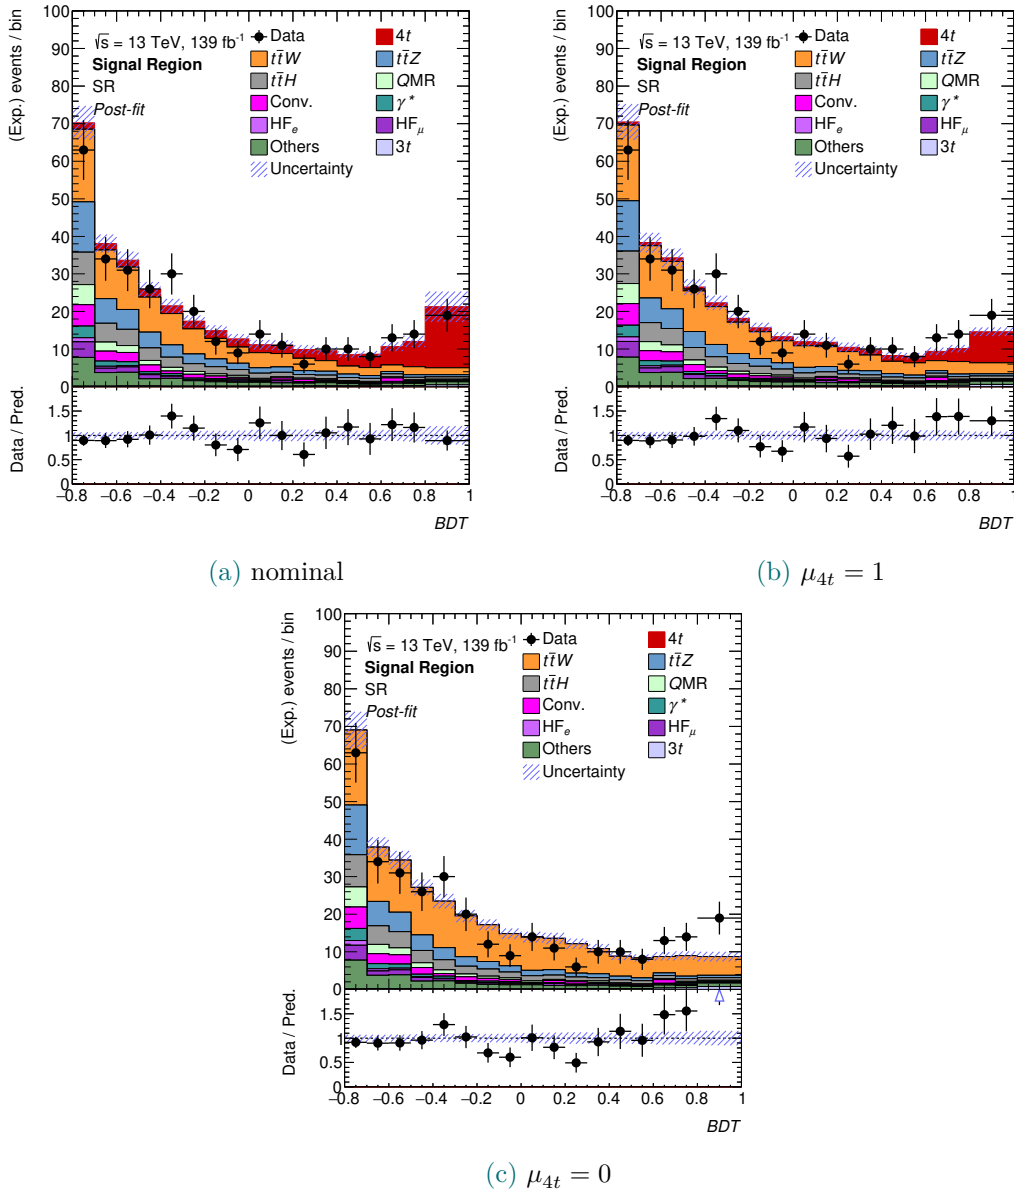 100
90
80
70
60
50
40
30
20
10
0
(Exp.) events / bin
√s = 13 TeV, 139 fb⁻¹
Signal Region
SR
Post-fit
Data
4t
tt̄W
tt̄Z
tt̄H
QMR
Conv.
γ*
HFₑ
HF_μ
Others
3t
Uncertainty
Data / Pred.
1.5
1
0.5
0
−0.8 −0.6 −0.4 −0.2 0 0.2 0.4 0.6 0.8 1
BDT
(a) nominal
100
90
80
70
60
50
40
30
20
10
0
(Exp.) events / bin
√s = 13 TeV, 139 fb⁻¹
Signal Region
SR
Post-fit
Data
4t
tt̄W
tt̄Z
tt̄H
QMR
Conv.
γ*
HFₑ
HF_μ
Others
3t
Uncertainty
Data / Pred.
1.5
1
0.5
0
−0.8 −0.6 −0.4 −0.2 0 0.2 0.4 0.6 0.8 1
BDT
(b) μ₄ₜ = 1
100
90
80
70
60
50
40
30
20
10
0
(Exp.) events / bin
√s = 13 TeV, 139 fb⁻¹
Signal Region
SR
Post-fit
Data
4t
tt̄W
tt̄Z
tt̄H
QMR
Conv.
γ*
HFₑ
HF_μ
Others
3t
Uncertainty
Data / Pred.
1.5
1
0.5
0
−0.8 −0.6 −0.4 −0.2 0 0.2 0.4 0.6 0.8 1
BDT
(c) μ₄ₜ = 0